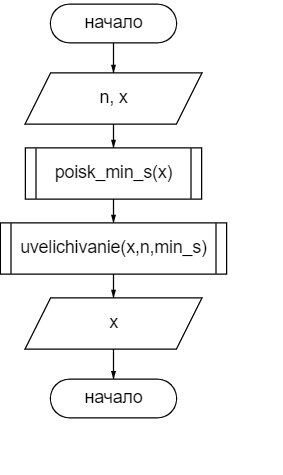 начало
n, x
poisk_min_s(x)
uvelichivanie(x,n,min_s)
x
начало